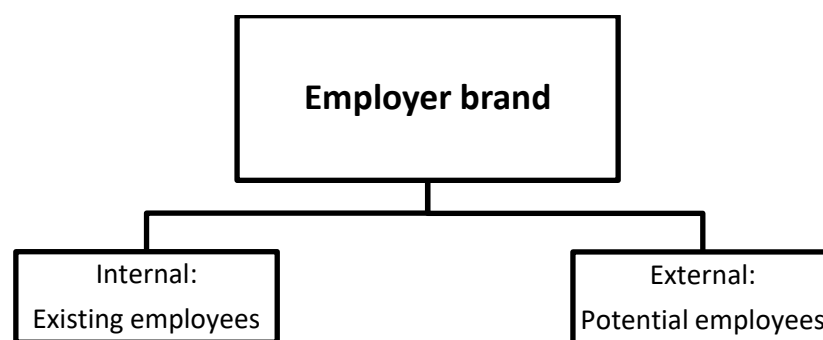 Employer brand
Internal:
Existing employees
External:
Potential employees